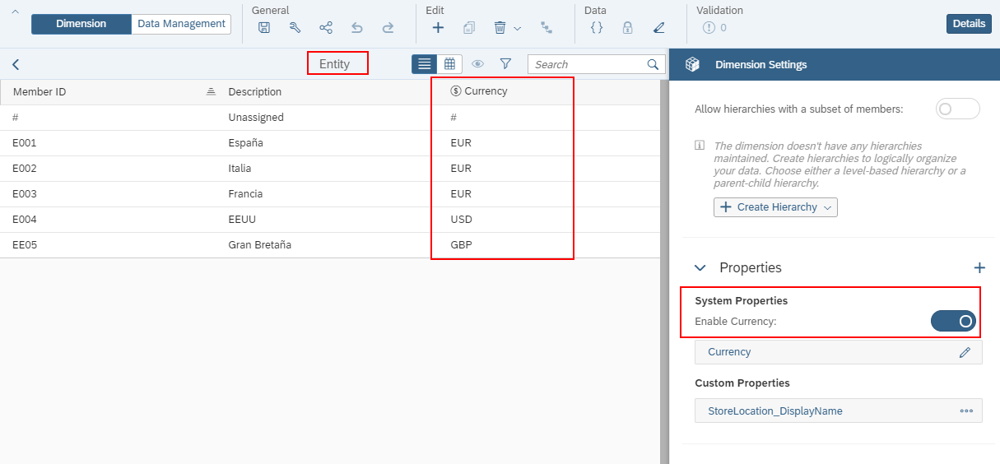 General
Edit
Data
Validation
Dimension
Data Management
0
Details
Entity
Search
Dimension Settings
Member ID
Description
Currency
# Unassigned #
E001 España EUR
E002 Italia EUR
E003 Francia EUR
E004 EEUU USD
EE05 Gran Bretaña GBP
Allow hierarchies with a subset of members:
The dimension doesn't have any hierarchies
maintained. Create hierarchies to logically organize
your data. Choose either a level-based hierarchy or a
parent-child hierarchy.
Create Hierarchy
Properties
System Properties
Enable Currency:
Currency
Custom Properties
StoreLocation_DisplayName